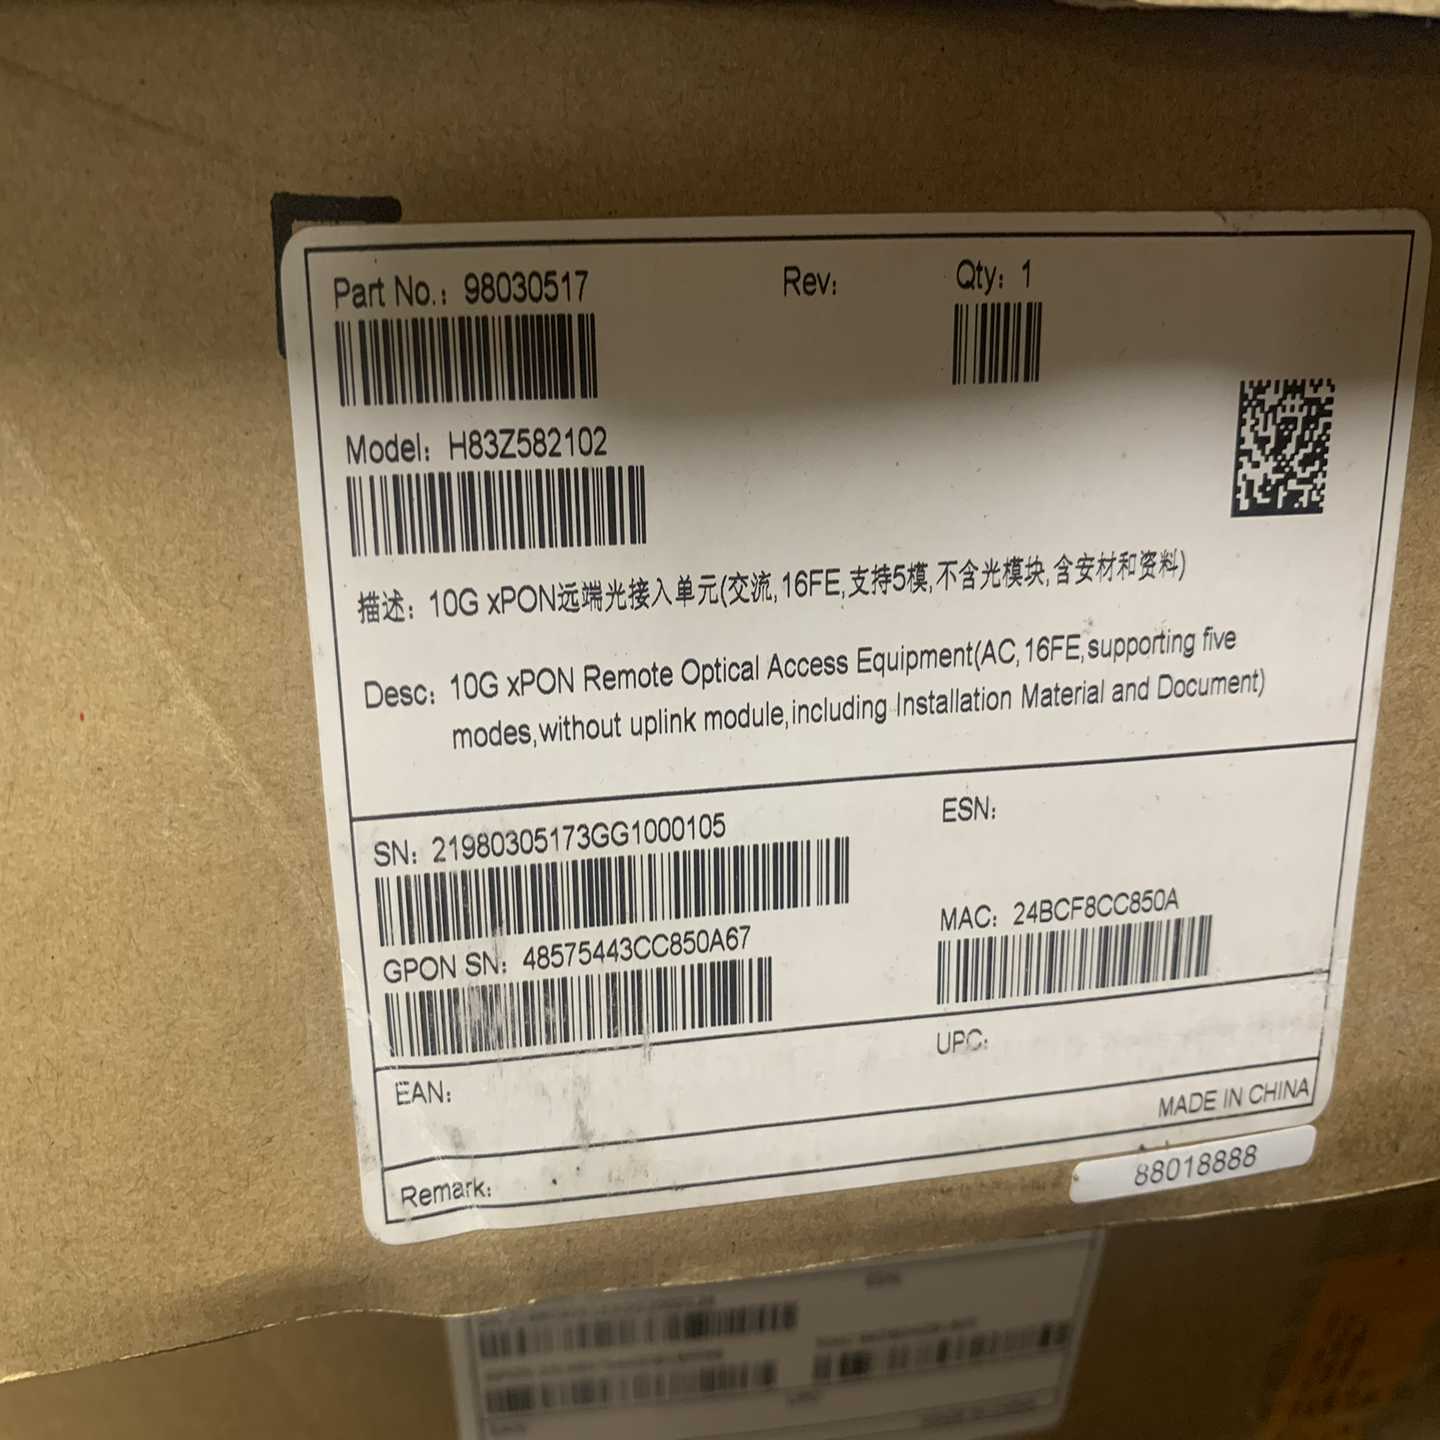 Part No.: 98030517
Rev:
Qty: 1
Model: H83Z582102
描述: 10G xPON远端光接入单元(交流,16FE,支持5模,不含光模块,含安材和资料)
Desc: 10G xPON Remote Optical Access Equipment(AC,16FE,supporting five
modes,without uplink module,including Installation Material and Document)
SN: 21980305173GG1000105
ESN:
GPON SN: 48575443CC850A67
MAC: 24BCF8CC850A
EAN:
UPC:
MADE IN CHINA
Remark:
88018888